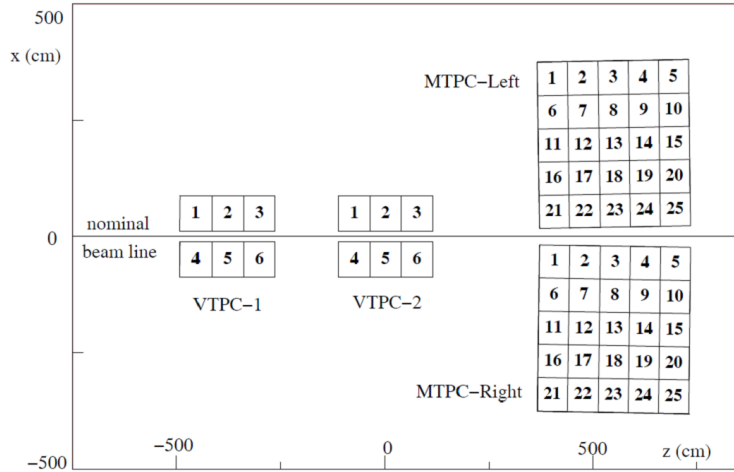 500
x (cm)
MTPC−Left
1 2 3 4 5
6 7 8 9 10
11 12 13 14 15
16 17 18 19 20
21 22 23 24 25
1 2 3
1 2 3
nominal
0
beam line
4 5 6
4 5 6
VTPC−1
VTPC−2
1 2 3 4 5
6 7 8 9 10
11 12 13 14 15
16 17 18 19 20
21 22 23 24 25
MTPC−Right
−500
−500
0
500
z (cm)